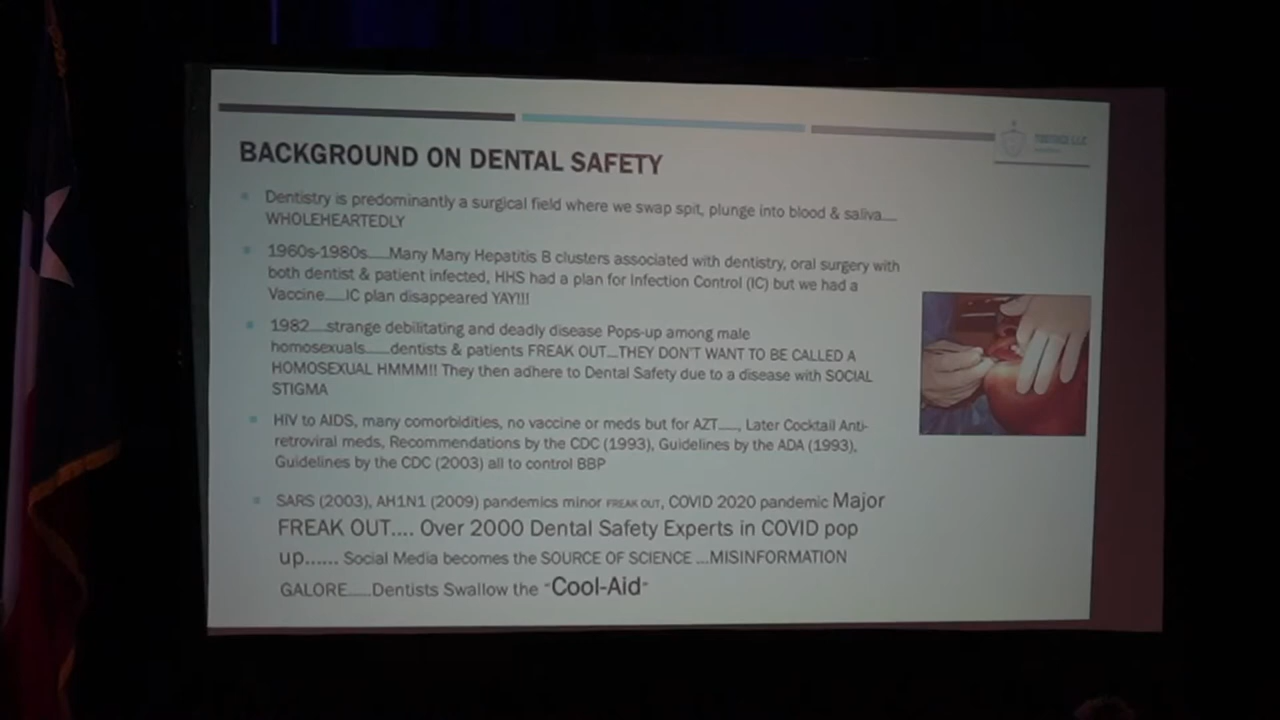 BACKGROUND ON DENTAL SAFETY
Dentistry is predominantly a surgical field where we swap spit, plunge into blood & saliva.....
WHOLEHEARTEDLY
1960s-1980s.....Many Many Hepatitis B clusters associated with dentistry, oral surgery with
both dentist & patient infected, HHS had a plan for Infection Control (IC) but we had a
Vaccine.....IC plan disappeared YAY!!!
1982.....strange debilitating and deadly disease Pops-up among male
homosexuals......dentists & patients FREAK OUT...THEY DON'T WANT TO BE CALLED A
HOMOSEXUAL HMMM!! They then adhere to Dental Safety due to a disease with SOCIAL
STIGMA
HIV to AIDS, many comorbidities, no vaccine or meds but for AZT....., Later Cocktail Anti-
retroviral meds, Recommendations by the CDC (1993), Guidelines by the ADA (1993),
Guidelines by the CDC (2003) all to control BBP
SARS (2003), AH1N1 (2009) pandemics minor FREAK OUT, COVID 2020 pandemic Major
FREAK OUT.... Over 2000 Dental Safety Experts in COVID pop
up...... Social Media becomes the SOURCE OF SCIENCE ....MISINFORMATION
GALORE......Dentists Swallow the "Cool-Aid"